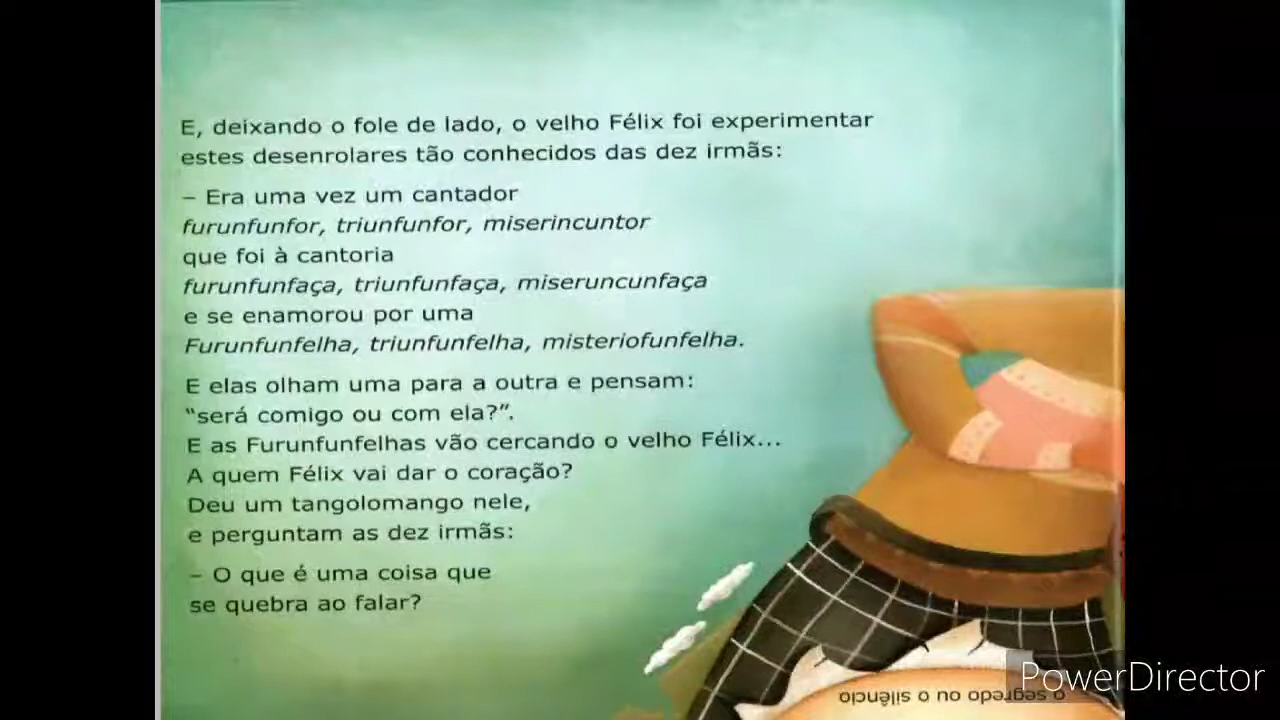 E, deixando o fole de lado, o velho Félix foi experimentar
estes desenrolares tão conhecidos das dez irmãs:
– Era uma vez um cantador
furunfunfor, triunfunfor, miserincuntor
que foi à cantoria
furunfunfaça, triunfunfaça, miseruncunfaça
e se enamorou por uma
Furunfunfelha, triunfunfelha, misteriofunfelha.
E elas olham uma para a outra e pensam:
“será comigo ou com ela?”.
E as Furunfunfelhas vão cercando o velho Félix...
A quem Félix vai dar o coração?
Deu um tangolomango nele,
e perguntam as dez irmãs:
– O que é uma coisa que
se quebra ao falar?
o segredo ou o silêncio
PowerDirector